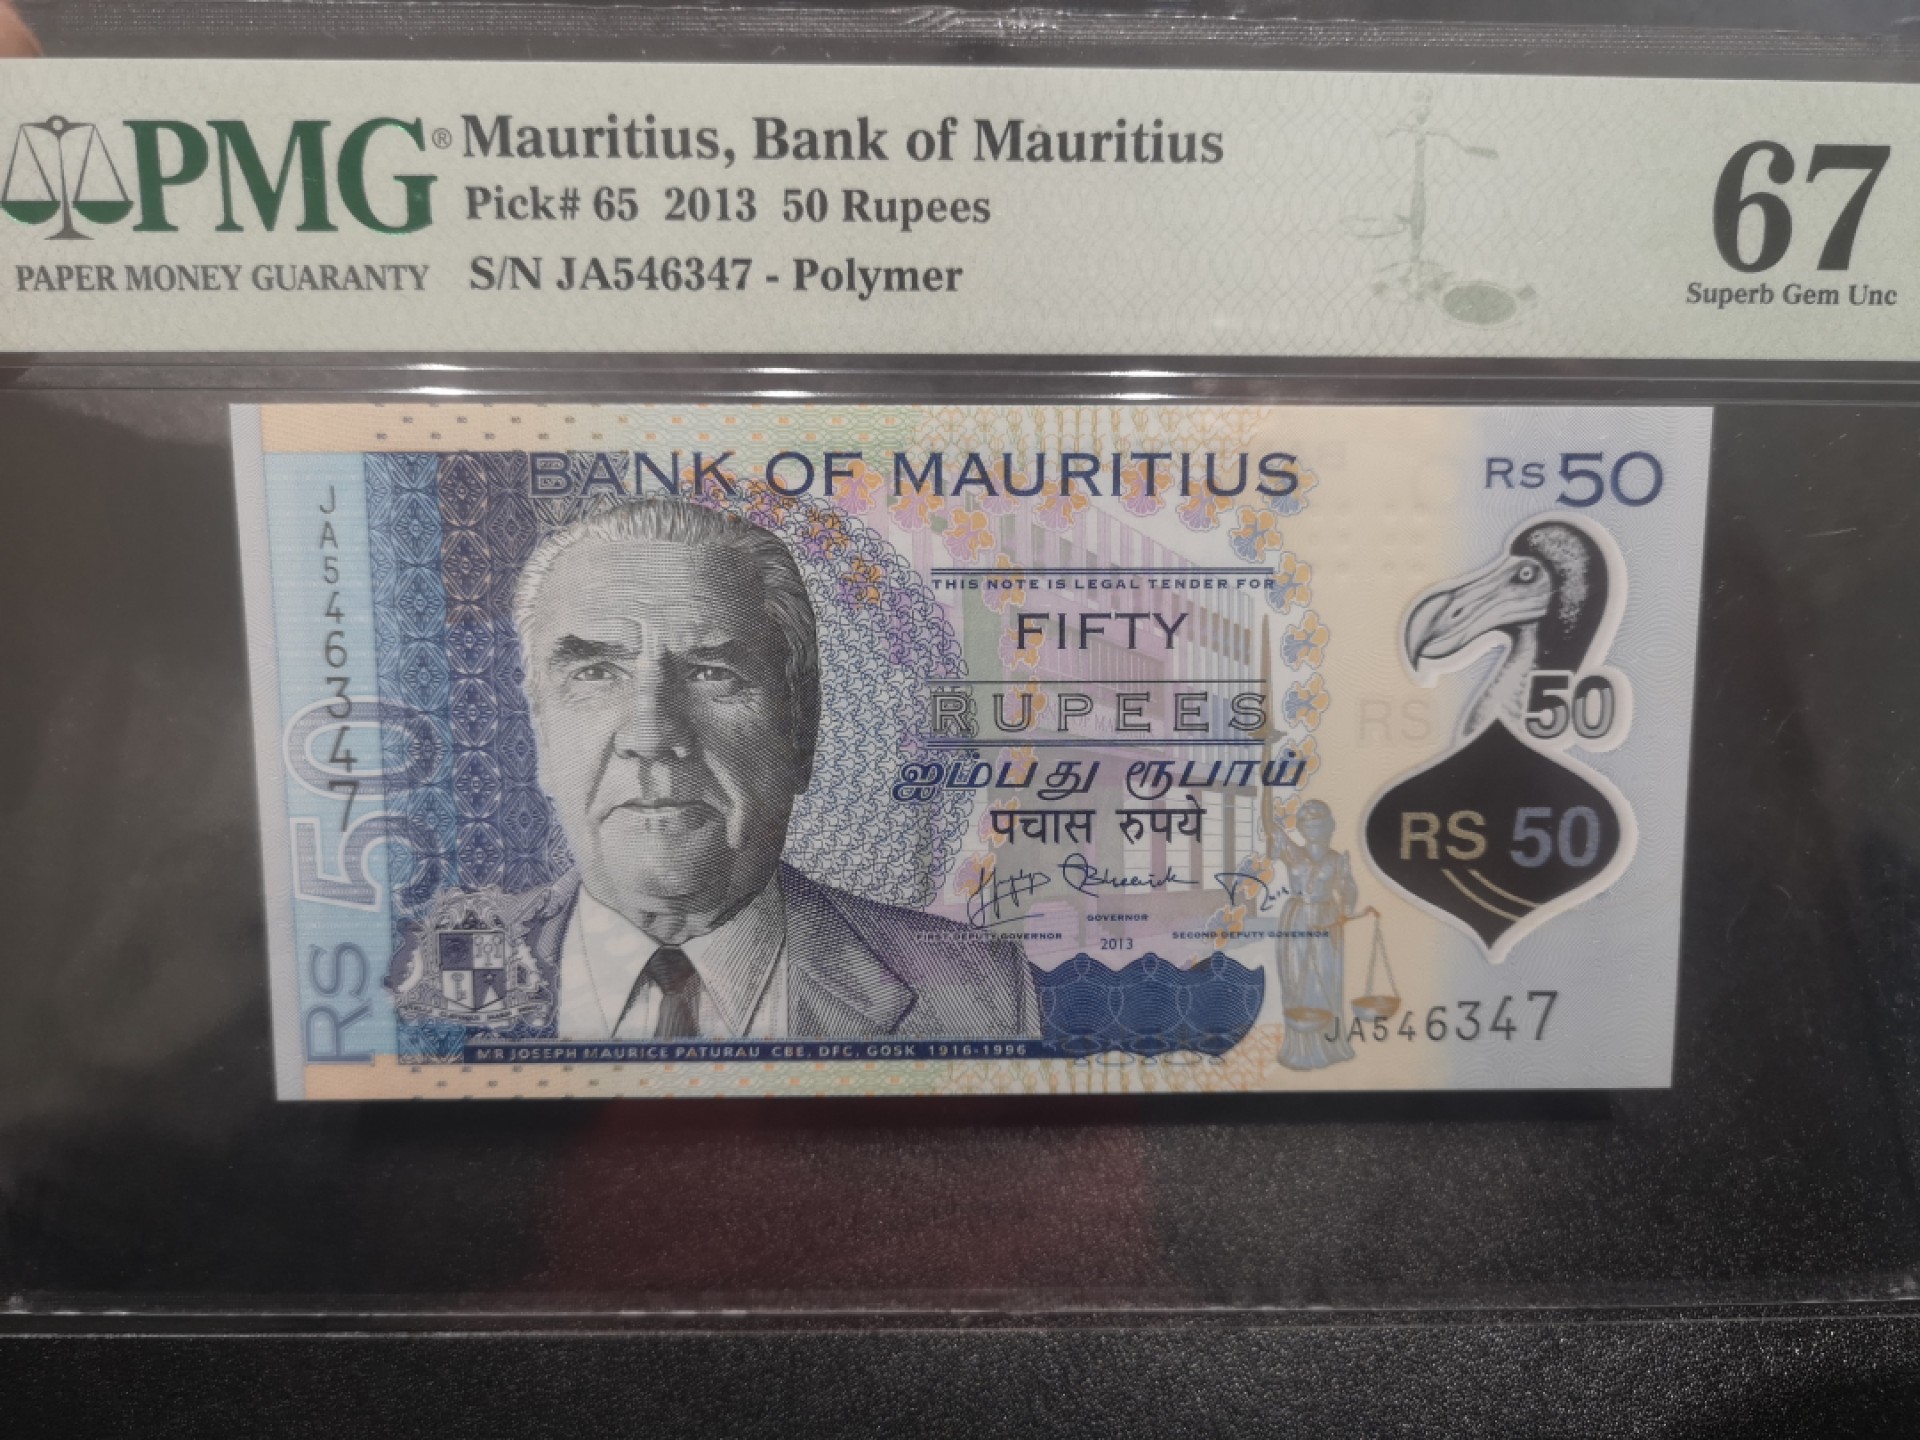 PMG® Mauritius, Bank of Mauritius
Pick# 65 2013 50 Rupees
PAPER MONEY GUARANTY
S/N JA546347 - Polymer
67
Superb Gem Unc
BANK OF MAURITIUS
RS 50
JA546347
RS 50
THIS NOTE IS LEGAL TENDER FOR
FIFTY
RUPEES
ஐம்பது ரூபாய்
पचास रुपये
GOVERNOR
FIRST DEPUTY GOVERNOR
2013
SECOND DEPUTY GOVERNOR
RS
50
RS 50
JA546347
MR JOSEPH MAURICE PATURAU CBE, DFC, GOSK 1916-1996